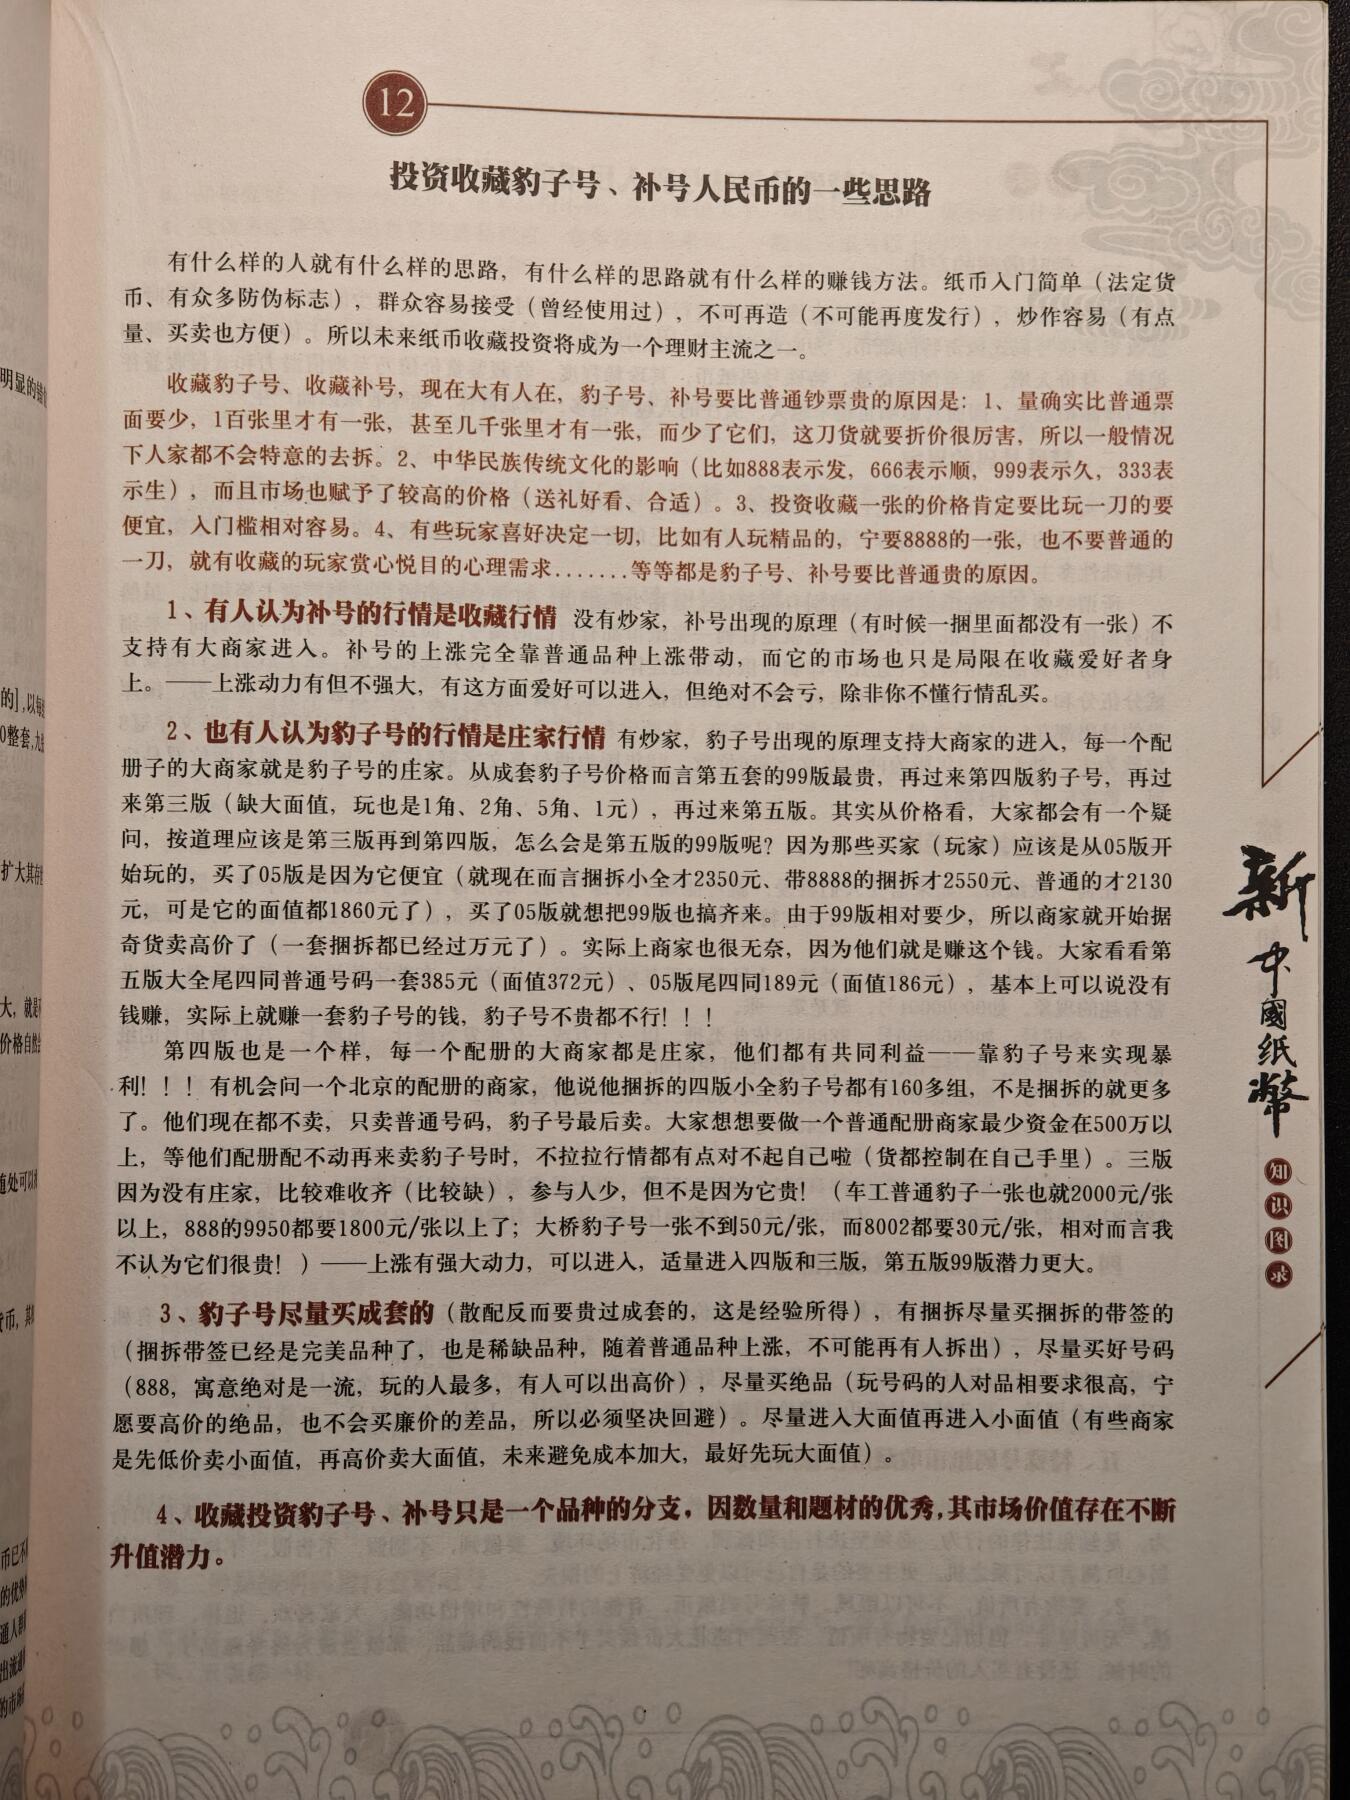 12
投资收藏豹子号、补号人民币的一些思路
有什么样的人就有什么样的思路，有什么样的思路就有什么样的赚钱方法。纸币入门简单（法定货
币、有众多防伪标志），群众容易接受（曾经使用过），不可再造（不可能再度发行），炒作容易（有点
量、买卖也方便）。所以未来纸币收藏投资将成为一个理财主流之一。
收藏豹子号、收藏补号，现在大有人在，豹子号、补号要比普通钞票贵的原因是：1、量确实比普通票
面要少，1百张里才有一张，甚至几千张里才有一张，而少了它们，这刀货就要折价很厉害，所以一般情况
下人家都不会特意的去拆。2、中华民族传统文化的影响（比如888表示发，666表示顺，999表示久，333表
示生），而且市场也赋予了较高的价格（送礼好看、合适）。3、投资收藏一张的价格肯定要比玩一刀的要
便宜，入门槛相对容易。4、有些玩家喜好决定一切，比如有人玩精品的，宁要8888的一张，也不要普通的
一刀，就有收藏的玩家赏心悦目的心理需求.......等等都是豹子号、补号要比普通贵的原因。
1、有人认为补号的行情是收藏行情 没有炒家，补号出现的原理（有时候一捆里面都没有一张）不
支持有大商家进入。补号的上涨完全靠普通品种上涨带动，而它的市场也只是局限在收藏爱好者身
上。——上涨动力有但不强大，有这方面爱好可以进入，但绝对不会亏，除非你不懂行情乱买。
2、也有人认为豹子号的行情是庄家行情 有炒家，豹子号出现的原理支持大商家的进入，每一个配
册子的大商家就是豹子号的庄家。从成套豹子号价格而言第五套的99版最贵，再过来第四版豹子号，再过
来第三版（缺大面值，玩也是1角、2角、5角、1元），再过来第五版。其实从价格看，大家都会有一个疑
问，按道理应该是第三版再到第四版，怎么会是第五版的99版呢？因为那些买家（玩家）应该是从05版开
始玩的，买了05版是因为它便宜（就现在而言捆拆小全才2350元、带8888的捆拆才2550元、普通的才2130
元，可是它的面值都1860元了），买了05版就想把99版也搞齐来。由于99版相对要少，所以商家就开始据
奇货卖高价了（一套捆拆都已经过万元了）。实际上商家也很无奈，因为他们就是赚这个钱。大家看看第
五版大全尾四同普通号码一套385元（面值372元）、05版尾四同189元（面值186元），基本上可以说没有
钱赚，实际上就赚一套豹子号的钱，豹子号不贵都不行！！！
第四版也是一个样，每一个配册的大商家都是庄家，他们都有共同利益——靠豹子号来实现暴
利！！！有机会问一个北京的配册的商家，他说他捆拆的四版小全豹子号都有160多组，不是捆拆的就更多
了。他们现在都不卖，只卖普通号码，豹子号最后卖。大家想想要做一个普通配册商家最少资金在500万以
上，等他们配册配不动再来卖豹子号时，不拉拉行情都有点对不起自己啦（货都控制在自己手里）。三版
因为没有庄家，比较难收齐（比较缺），参与人少，但不是因为它贵！（车工普通豹子一张也就2000元/张
以上，888的9950都要1800元/张以上了；大桥豹子号一张不到50元/张，而8002都要30元/张，相对而言我
不认为它们很贵！）——上涨有强大动力，可以进入，适量进入四版和三版，第五版99版潜力更大。
3、豹子号尽量买成套的（散配反而要贵过成套的，这是经验所得），有捆拆尽量买捆拆的带签的
（捆拆带签已经是完美品种了，也是稀缺品种，随着普通品种上涨，不可能再有人拆出），尽量买好号码
（888，寓意绝对是一流，玩的人最多，有人可以出高价），尽量买绝品（玩号码的人对品相要求很高，宁
愿要高价的绝品，也不会买廉价的差品，所以必须坚决回避）。尽量进入大面值再进入小面值（有些商家
是先低价卖小面值，再高价卖大面值，未来避免成本加大，最好先玩大面值）。
4、收藏投资豹子号、补号只是一个品种的分支，因数量和题材的优秀，其市场价值存在不断
升值潜力。
新中國纸幣
知识图录
明显的错
的]，以每
0整套，九
扩大其存
大，就是
价格自然
随处可以
货币，其
币已不
的优势
通人群
出流通
的市场